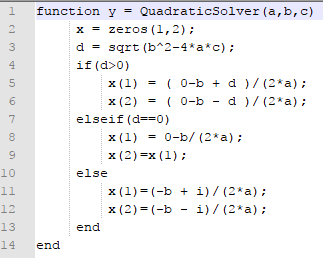 1 function y = QuadraticSolver(a,b,c)
2 x = zeros(1,2);
3 d = sqrt(b^2-4*a*c);
4 if(d>0)
5 x(1) = ( 0-b + d )/(2*a);
6 x(2) = ( 0-b - d )/(2*a);
7 elseif(d==0)
8 x(1) = 0-b/(2*a);
9 x(2)=x(1);
10 else
11 x(1)=(-b + i)/(2*a);
12 x(2)=(-b - i)/(2*a);
13 end
14 end